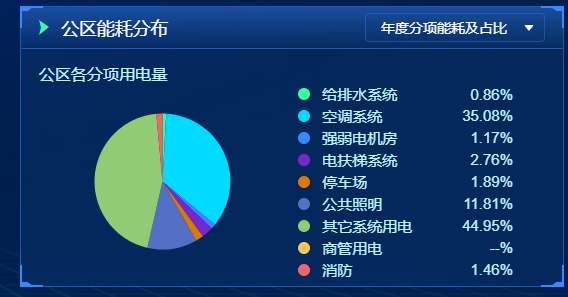 公区能耗分布
年度分项能耗及占比
公区各分项用电量
给排水系统 0.86%
空调系统 35.08%
强弱电机房 1.17%
电扶梯系统 2.76%
停车场 1.89%
公共照明 11.81%
其它系统用电 44.95%
商管用电 --%
消防 1.46%